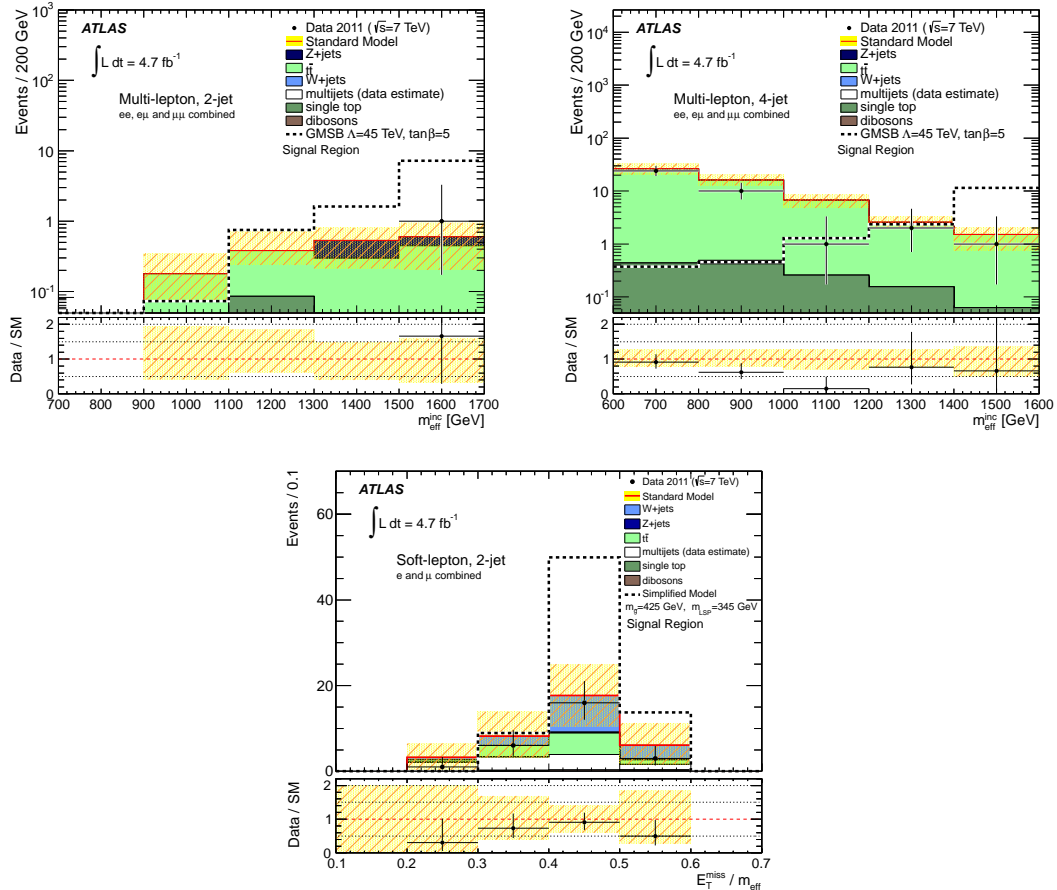 ATLAS
∫ L dt = 4.7 fb⁻¹
Multi-lepton, 2-jet
ee, eμ and μμ combined
Data 2011 (√s=7 TeV)
Standard Model
Z+jets
tt̄
W+jets
multijets (data estimate)
single top
dibosons
GMSB Λ=45 TeV, tanβ=5
Signal Region
Events / 200 GeV
10³
10²
10
1
10⁻¹
Data / SM
2
1
0
700 800 900 1000 1100 1200 1300 1400 1500 1600 1700
m_eff^inc [GeV]
ATLAS
∫ L dt = 4.7 fb⁻¹
Multi-lepton, 4-jet
ee, eμ and μμ combined
Data 2011 (√s=7 TeV)
Standard Model
Z+jets
tt̄
W+jets
multijets (data estimate)
single top
dibosons
GMSB Λ=45 TeV, tanβ=5
Signal Region
Events / 200 GeV
10⁴
10³
10²
10
1
10⁻¹
Data / SM
2
1
0
600 700 800 900 1000 1100 1200 1300 1400 1500 1600
m_eff^inc [GeV]
ATLAS
∫ L dt = 4.7 fb⁻¹
Soft-lepton, 2-jet
e and μ combined
Data 2011 (√s=7 TeV)
Standard Model
W+jets
Z+jets
tt̄
multijets (data estimate)
single top
dibosons
Simplified Model
m_g̃=425 GeV, m_LSP=345 GeV
Signal Region
Events / 0.1
60
40
20
0
Data / SM
2
1
0
0.1 0.2 0.3 0.4 0.5 0.6 0.7
E_T^miss / m_eff